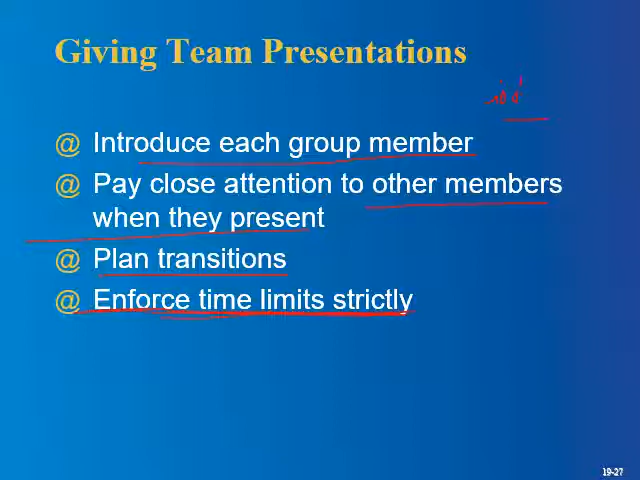 Giving Team Presentations
@ Introduce each group member
@ Pay close attention to other members
when they present
@ Plan transitions
@ Enforce time limits strictly
19-27